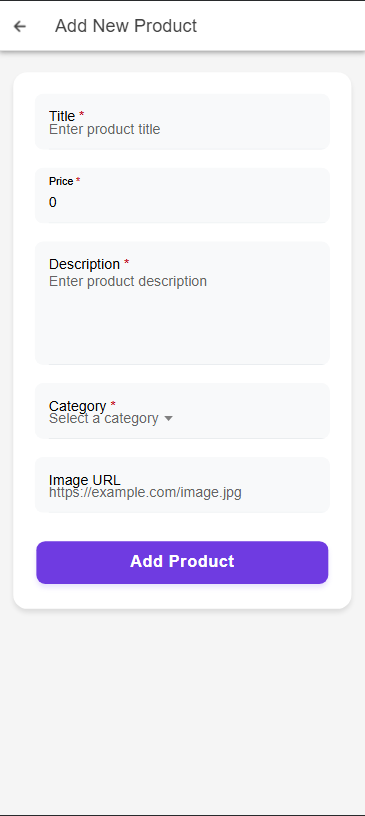 Add New Product
Title *
Enter product title
Price *
0
Description *
Enter product description
Category *
Select a category
Image URL
https://example.com/image.jpg
Add Product